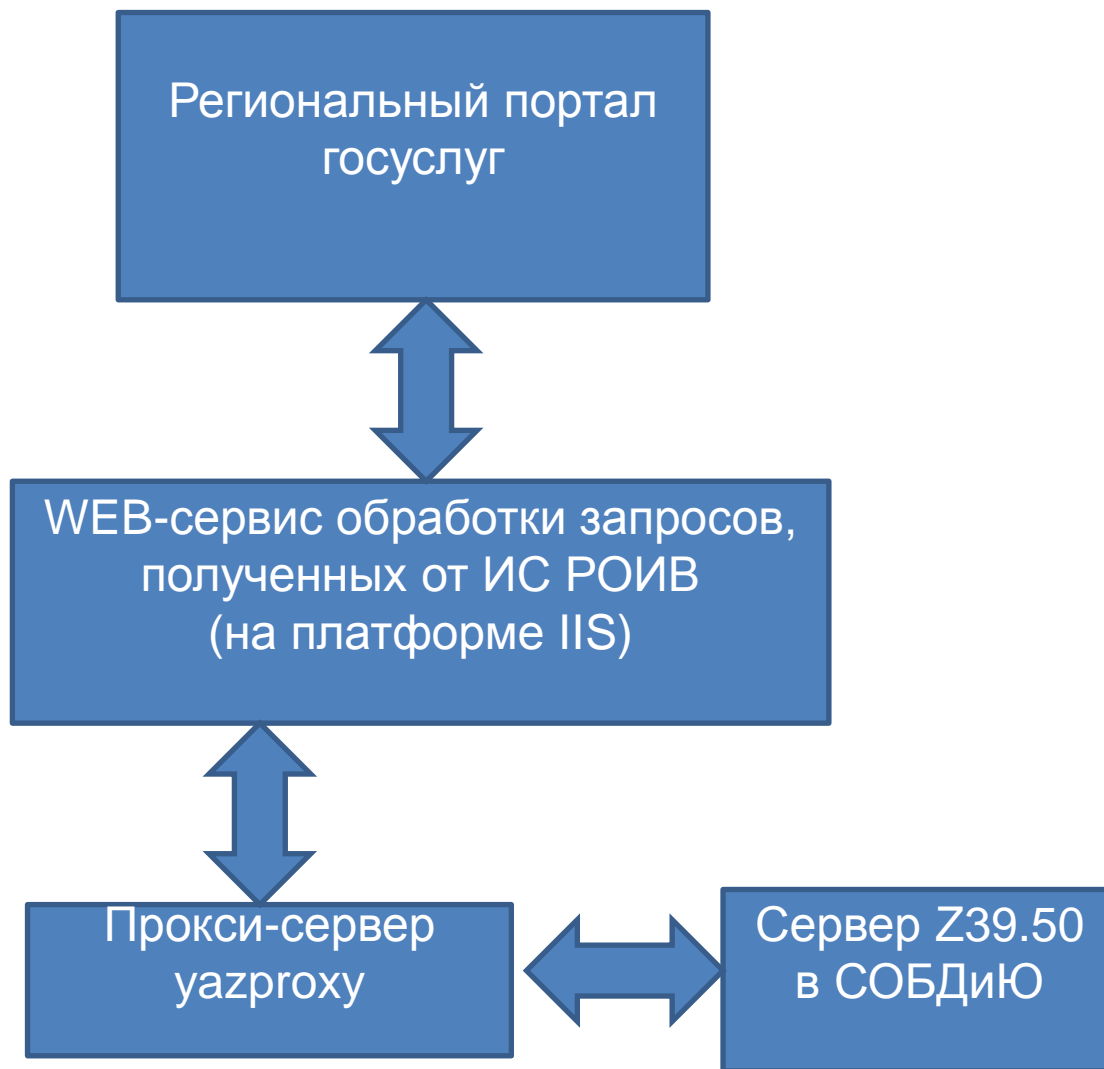 Региональный портал
госуслуг
WEB-сервис обработки запросов,
полученных от ИС РОИВ
(на платформе IIS)
Прокси-сервер
yazproxy
Сервер Z39.50
в СОБДиЮ